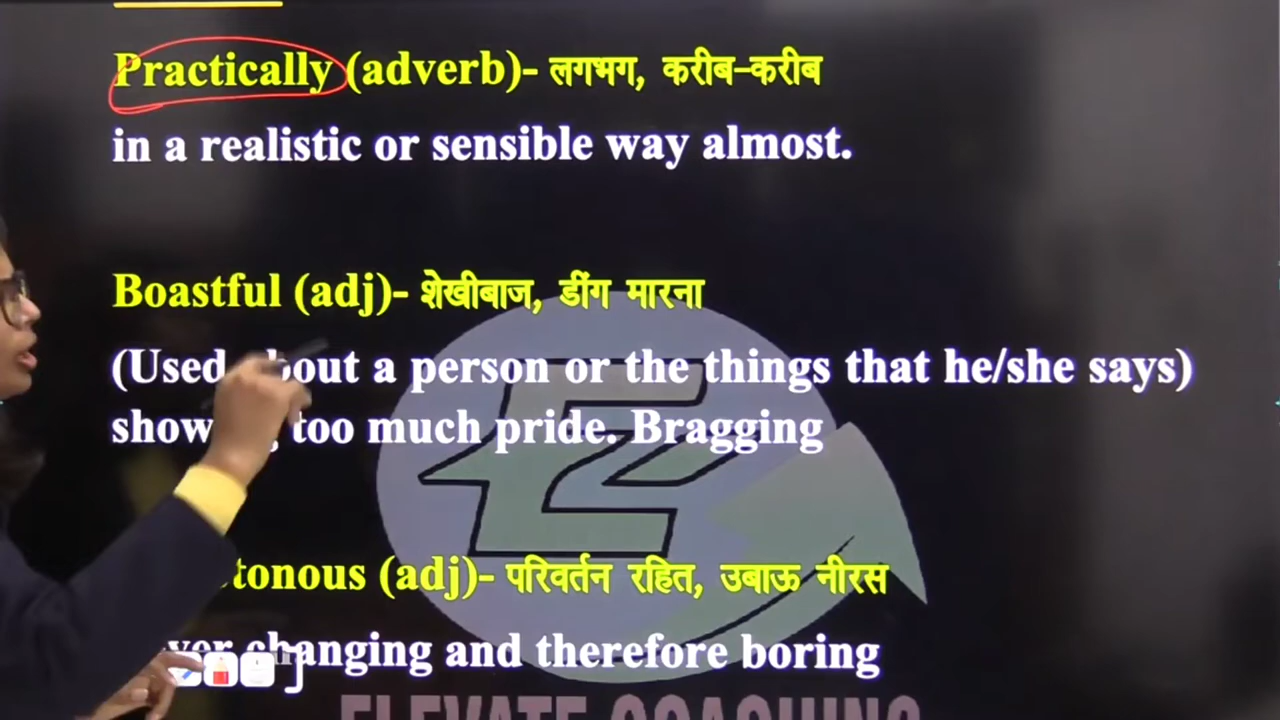 Practically (adverb)- लगभग, करीब-करीब
in a realistic or sensible way almost.
Boastful (adj)- शेखीबाज, डींग मारना
(Used about a person or the things that he/she says)
too much pride. Bragging
(adj)- परिवर्तन रहित, उबाऊ नीरस
changing and therefore boring
ELEVATE COACHING